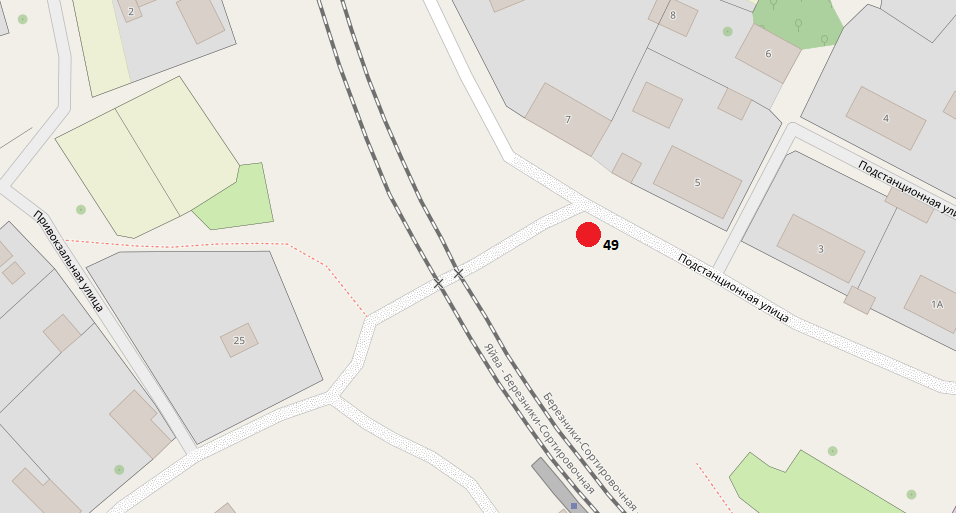 2
8
6
7
4
5
Подстанционная ули
Привокзальная улица
49
3
Подстанционная улица
1А
25
Яйва - Березники-Сортировочная
Березники-Сортировочная